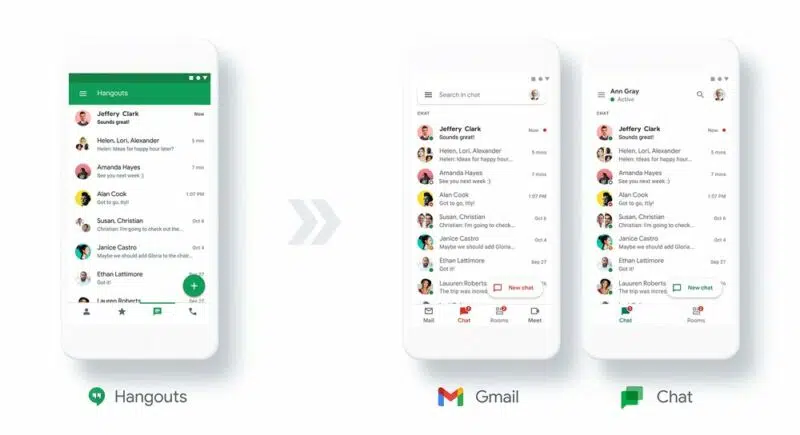 Hangouts
Jeffery Clark
Now
Sounds great!
Helen, Lori, Alexander
5 min
Helen: Ideas for happy hour later?
Amanda Hayes
7 min
See you next week :)
Alan Cook
1:07 PM
Got to go, ttly!
Susan, Christian
Oct 6
Christian: I'm going to check out the...
Janice Castro
Oct 4
Maybe we should add Gloria to the chat...
Ethan Lattimore
Got it!
Lauren Roberts
Hangouts
Search in chat
CHAT
Jeffery Clark
Now
Sounds great!
Helen, Lori, Alexander
5 mins
Helen: Ideas for happy hour...
Amanda Hayes
7 mins
See you next week :)
Alan Cook
1:07 PM
Got to go, ttly!
Susan, Christian
Oct 6
Christian: I'm going to check...
Janice Castro
Oct 4
Maybe we should add Gloria...
Ethan Lattimore
Sep 27
Got it!
Lauuren Roberts
The trip was incre
New chat
Mail
Chat
Rooms
Meet
Gmail
Ann Gray
Active
CHAT
Jeffery Clark
Now
Sounds great!
Helen, Lori, Alexander
5 mins
Helen: Ideas for happy hour...
Amanda Hayes
7 mins
See you next week :)
Alan Cook
1:07 PM
Got to go, ttly!
Susan, Christian
Oct 6
Christian: I'm going to check...
Janice Castro
Oct 4
Maybe we should add Gloria...
Ethan Lattimore
Sep 27
Got it!
Lauuren Roberts
The trip was incred
New chat
Chat
Rooms
Chat